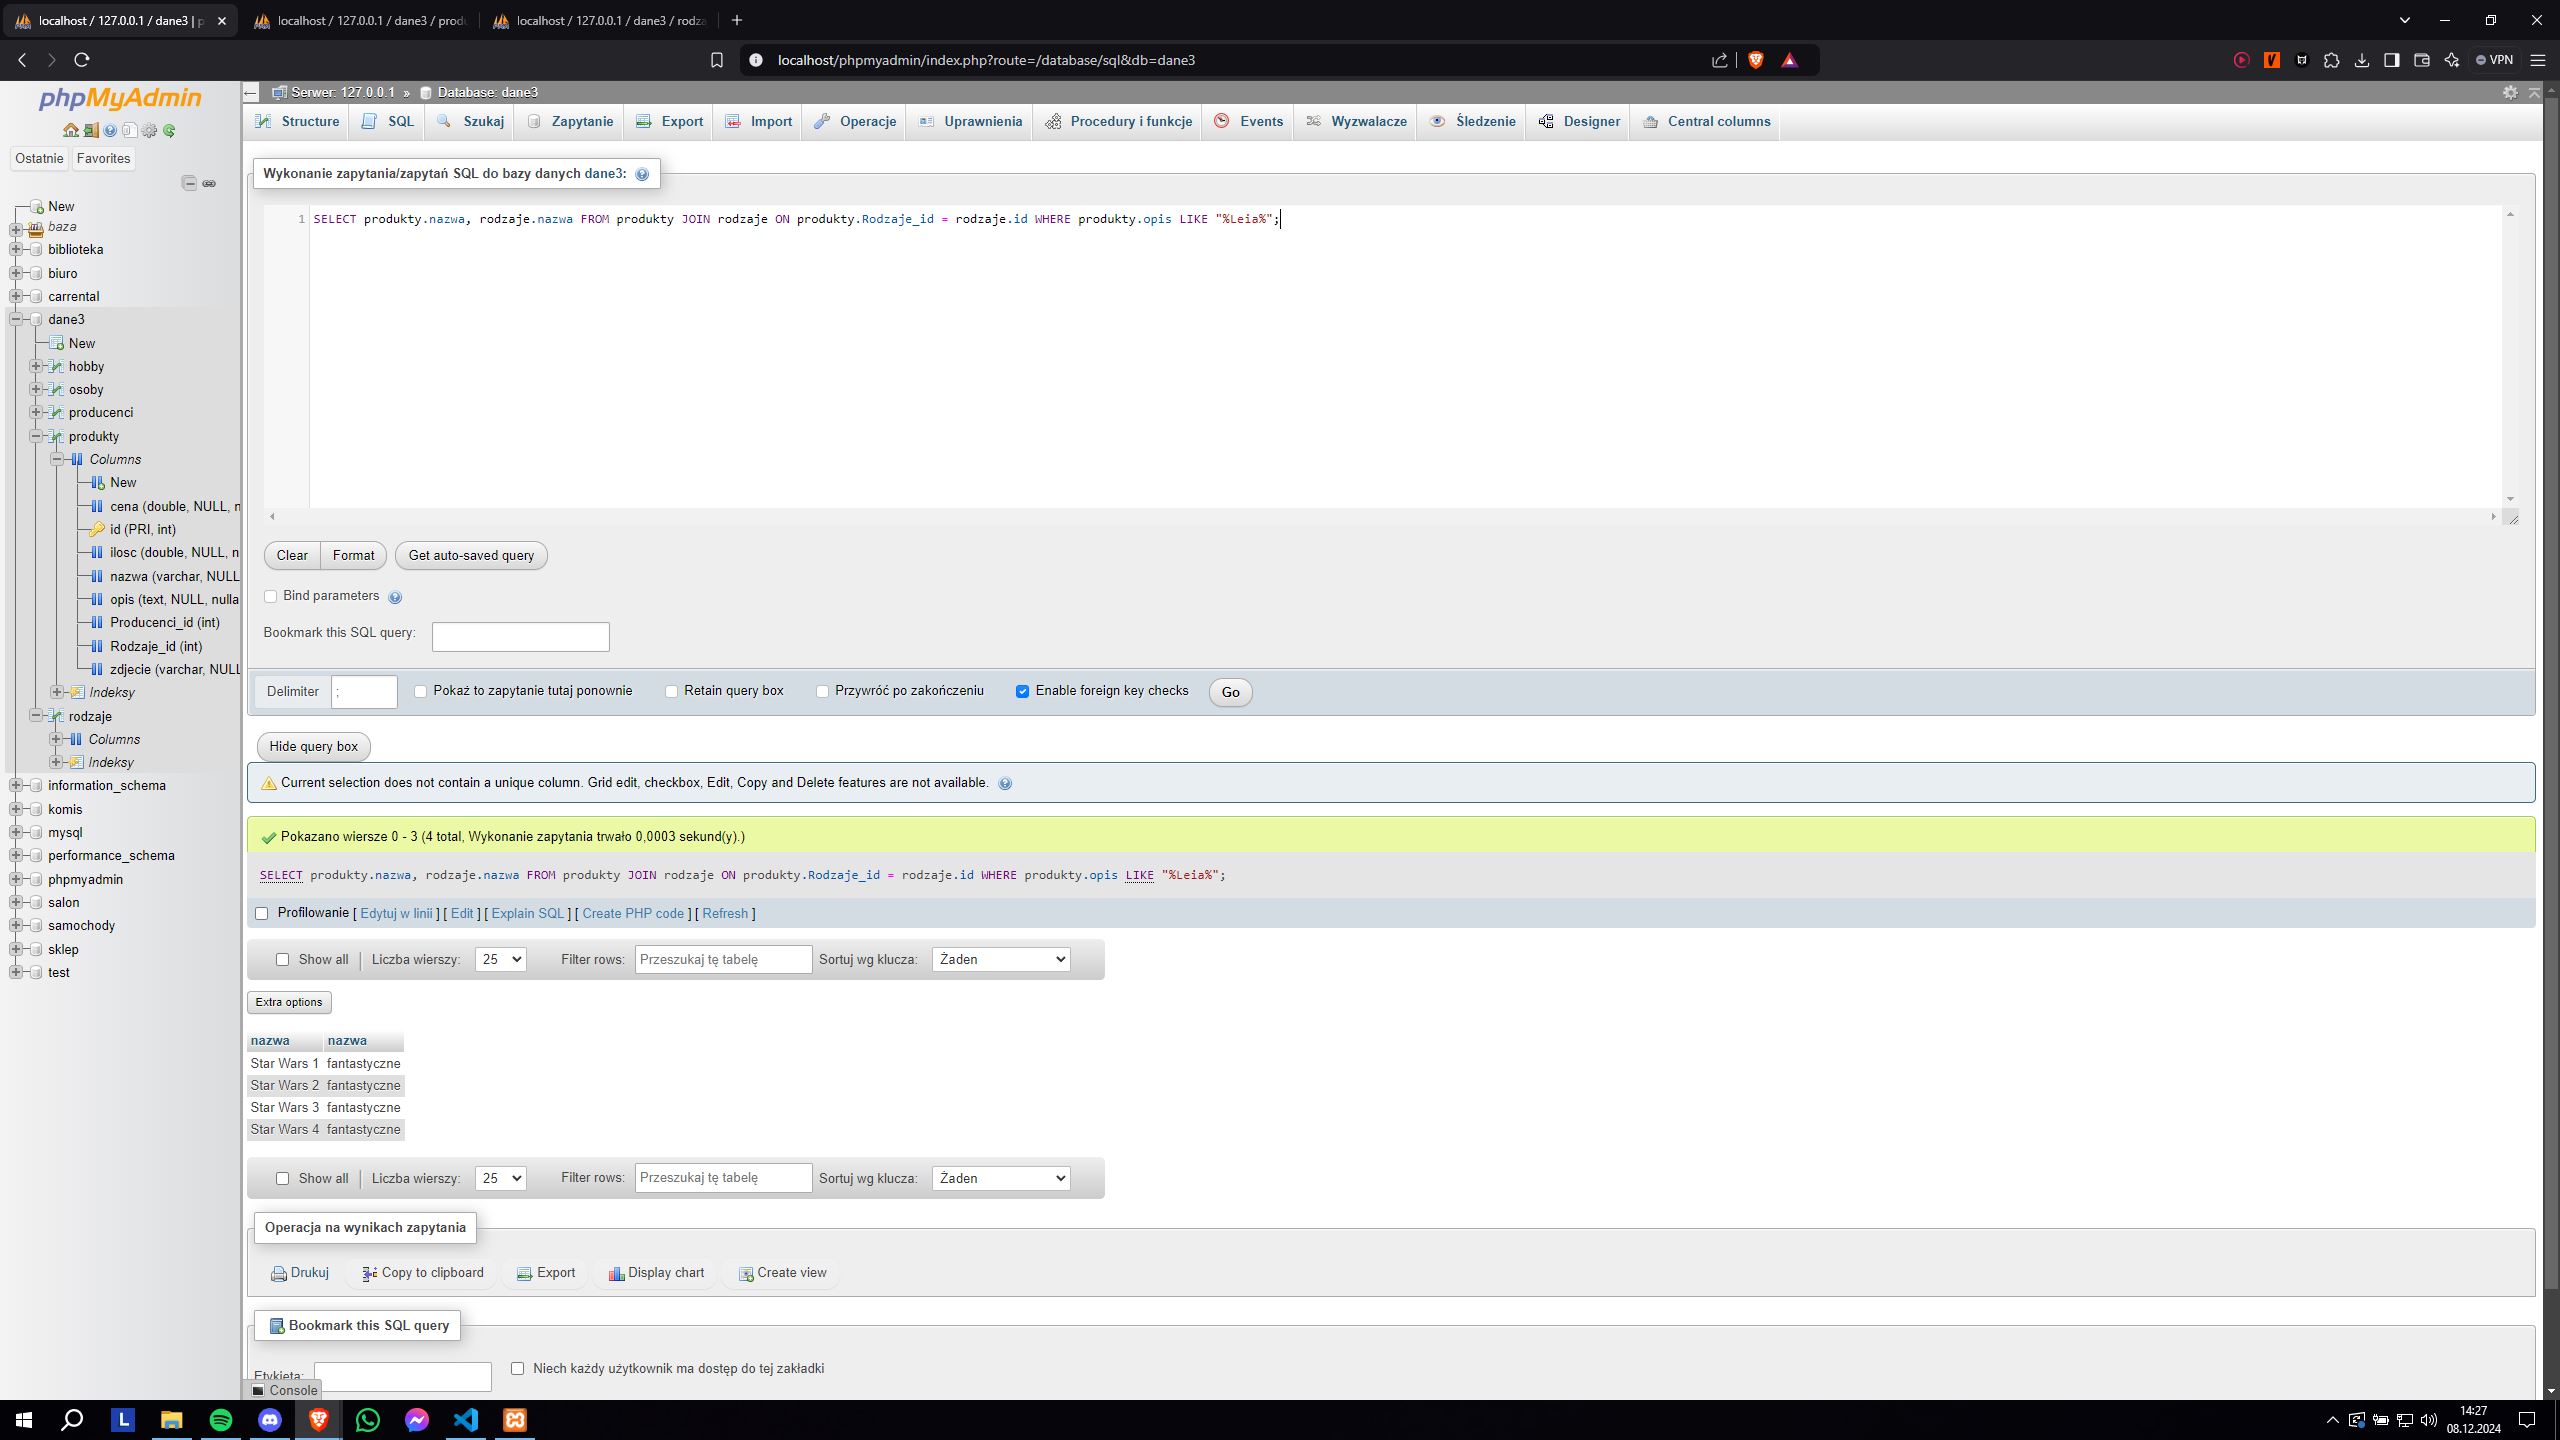 localhost / 127.0.0.1 / dane3 | p
localhost / 127.0.0.1 / dane3 / produ
localhost / 127.0.0.1 / dane3 / rodza
localhost/phpmyadmin/index.php?route=/database/sql&db=dane3
VPN
phpMyAdmin
Ostatnie
Favorites
New
baza
biblioteka
biuro
carrental
dane3
New
hobby
osoby
producenci
produkty
Columns
New
cena (double, NULL, n
id (PRI, int)
ilosc (double, NULL, n
nazwa (varchar, NULL
opis (text, NULL, nulla
Producenci_id (int)
Rodzaje_id (int)
zdjecie (varchar, NULL
Indeksy
rodzaje
Columns
Indeksy
information_schema
komis
mysql
performance_schema
phpmyadmin
salon
samochody
sklep
test
Serwer: 127.0.0.1 » Database: dane3
Structure
SQL
Szukaj
Zapytanie
Export
Import
Operacje
Uprawnienia
Procedury i funkcje
Events
Wyzwalacze
Śledzenie
Designer
Central columns
Wykonanie zapytania/zapytań SQL do bazy danych dane3:
1 SELECT produkty.nazwa, rodzaje.nazwa FROM produkty JOIN rodzaje ON produkty.Rodzaje_id = rodzaje.id WHERE produkty.opis LIKE "%Leia%";
Clear
Format
Get auto-saved query
Bind parameters
Bookmark this SQL query:
Delimiter ;
Pokaż to zapytanie tutaj ponownie
Retain query box
Przywróć po zakończeniu
Enable foreign key checks
Go
Hide query box
Current selection does not contain a unique column. Grid edit, checkbox, Edit, Copy and Delete features are not available.
Pokazano wiersze 0 - 3 (4 total, Wykonanie zapytania trwało 0,0003 sekund(y).)
SELECT produkty.nazwa, rodzaje.nazwa FROM produkty JOIN rodzaje ON produkty.Rodzaje_id = rodzaje.id WHERE produkty.opis LIKE "%Leia%";
Profilowanie [ Edytuj w linii ] [ Edit ] [ Explain SQL ] [ Create PHP code ] [ Refresh ]
Show all | Liczba wierszy: 25 Filter rows: Przeszukaj tę tabelę Sortuj wg klucza: Żaden
Extra options
nazwa nazwa
Star Wars 1 fantastyczne
Star Wars 2 fantastyczne
Star Wars 3 fantastyczne
Star Wars 4 fantastyczne
Show all | Liczba wierszy: 25 Filter rows: Przeszukaj tę tabelę Sortuj wg klucza: Żaden
Operacja na wynikach zapytania
Drukuj
Copy to clipboard
Export
Display chart
Create view
Bookmark this SQL query
Etykieta:
Niech każdy użytkownik ma dostęp do tej zakładki
Console
L
14:27
08.12.2024